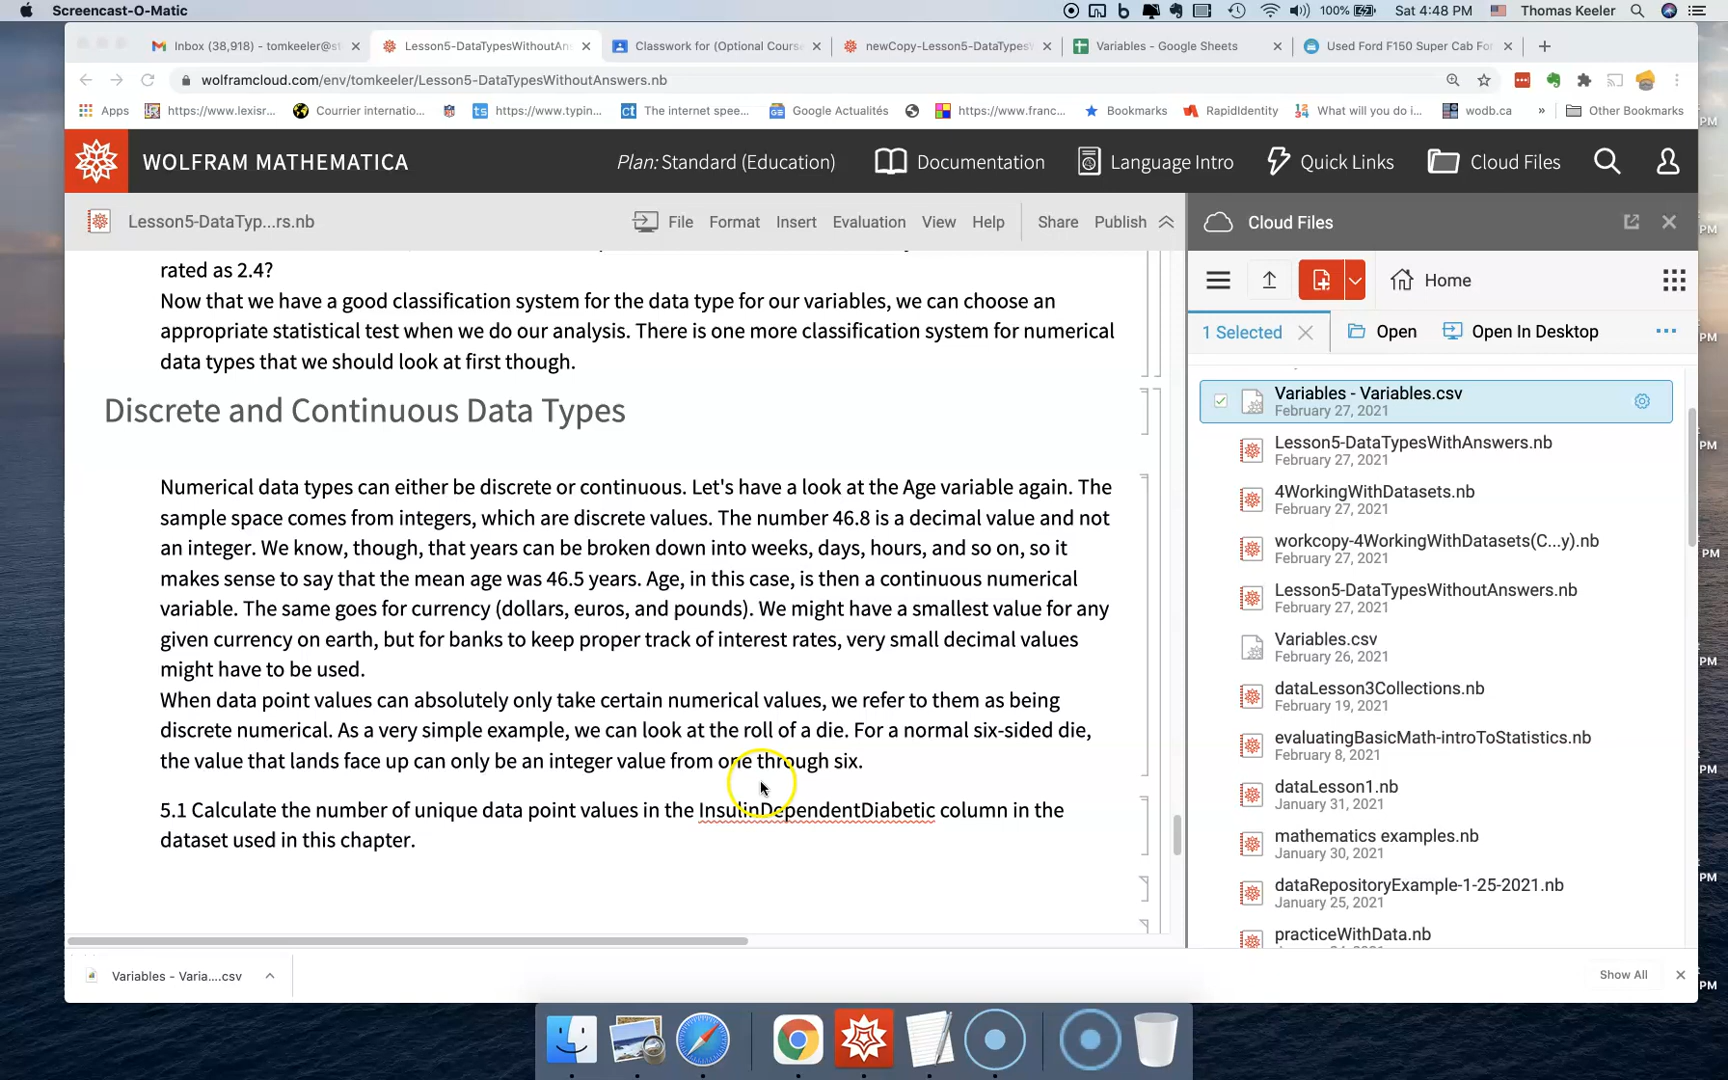 Screencast-O-Matic
100%
Sat 4:48 PM
Thomas Keeler
Inbox (38,918) - tomkeeler@st
Lesson5-DataTypesWithoutAns
Classwork for (Optional Course
newCopy-Lesson5-DataTypes
Variables - Google Sheets
Used Ford F150 Super Cab For
wolframcloud.com/env/tomkeeler/Lesson5-DataTypesWithoutAnswers.nb
Apps
https://www.lexisr...
Courrier internatio...
https://www.typin...
The internet spee...
Google Actualités
https://www.franc...
Bookmarks
RapidIdentity
What will you do i...
wodb.ca
»
Other Bookmarks
WOLFRAM MATHEMATICA
Plan: Standard (Education)
Documentation
Language Intro
Quick Links
Cloud Files
Lesson5-DataTyp...rs.nb
File
Format
Insert
Evaluation
View
Help
Share
Publish
rated as 2.4?
Now that we have a good classification system for the data type for our variables, we can choose an
appropriate statistical test when we do our analysis. There is one more classification system for numerical
data types that we should look at first though.
Discrete and Continuous Data Types
Numerical data types can either be discrete or continuous. Let's have a look at the Age variable again. The
sample space comes from integers, which are discrete values. The number 46.8 is a decimal value and not
an integer. We know, though, that years can be broken down into weeks, days, hours, and so on, so it
makes sense to say that the mean age was 46.5 years. Age, in this case, is then a continuous numerical
variable. The same goes for currency (dollars, euros, and pounds). We might have a smallest value for any
given currency on earth, but for banks to keep proper track of interest rates, very small decimal values
might have to be used.
When data point values can absolutely only take certain numerical values, we refer to them as being
discrete numerical. As a very simple example, we can look at the roll of a die. For a normal six-sided die,
the value that lands face up can only be an integer value from one through six.
5.1 Calculate the number of unique data point values in the InsulinDependentDiabetic column in the
dataset used in this chapter.
Cloud Files
Home
1 Selected
Open
Open In Desktop
Variables - Variables.csv
February 27, 2021
Lesson5-DataTypesWithAnswers.nb
February 27, 2021
4WorkingWithDatasets.nb
February 27, 2021
workcopy-4WorkingWithDatasets(C...y).nb
February 27, 2021
Lesson5-DataTypesWithoutAnswers.nb
February 27, 2021
Variables.csv
February 26, 2021
dataLesson3Collections.nb
February 19, 2021
evaluatingBasicMath-introToStatistics.nb
February 8, 2021
dataLesson1.nb
January 31, 2021
mathematics examples.nb
January 30, 2021
dataRepositoryExample-1-25-2021.nb
January 25, 2021
practiceWithData.nb
Variables - Varia....csv
Show All
PM
PM
PM
PM
PM
PM
PM
PM
PM